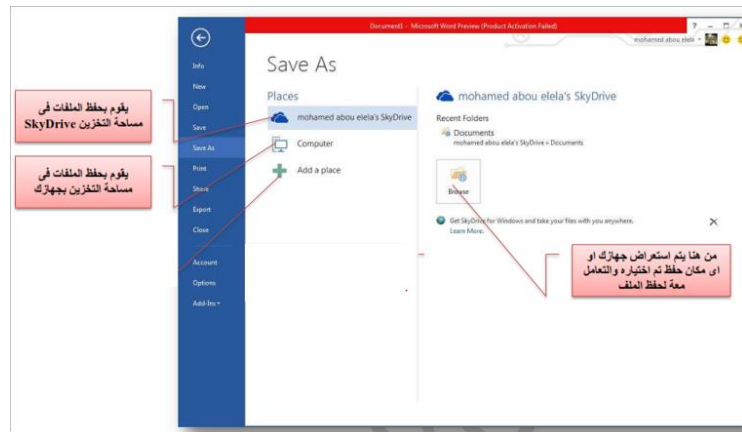 Document1 - Microsoft Word Preview (Product Activation Failed)
mohamed abou elela
Info
New
Open
Save
Save As
Print
Share
Export
Close
Account
Options
Add-Ins
Save As
Places
mohamed abou elela's SkyDrive
Computer
Add a place
mohamed abou elela's SkyDrive
Recent Folders
Documents
mohamed abou elela's SkyDrive » Documents
Browse
Get SkyDrive for Windows and take your files with you anywhere.
Learn More.
يقوم بحفظ الملفات فى
مساحة التخزين SkyDrive
يقوم بحفظ الملفات فى
مساحة التخزين بجهازك
من هنا يتم استعراض جهازك او
اى مكان حفظ تم اختياره والتعامل
معة لحفظ الملف